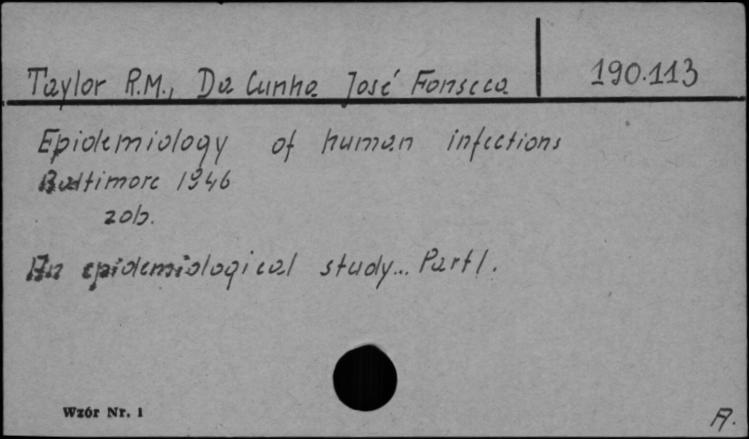 Taylor R.M., Da Cunha José Fonseca
190.113
Epidemiology of human infections
Baltimore 1946
zob.
An epidemiological study... Part I.
Wzór Nr. 1
A.